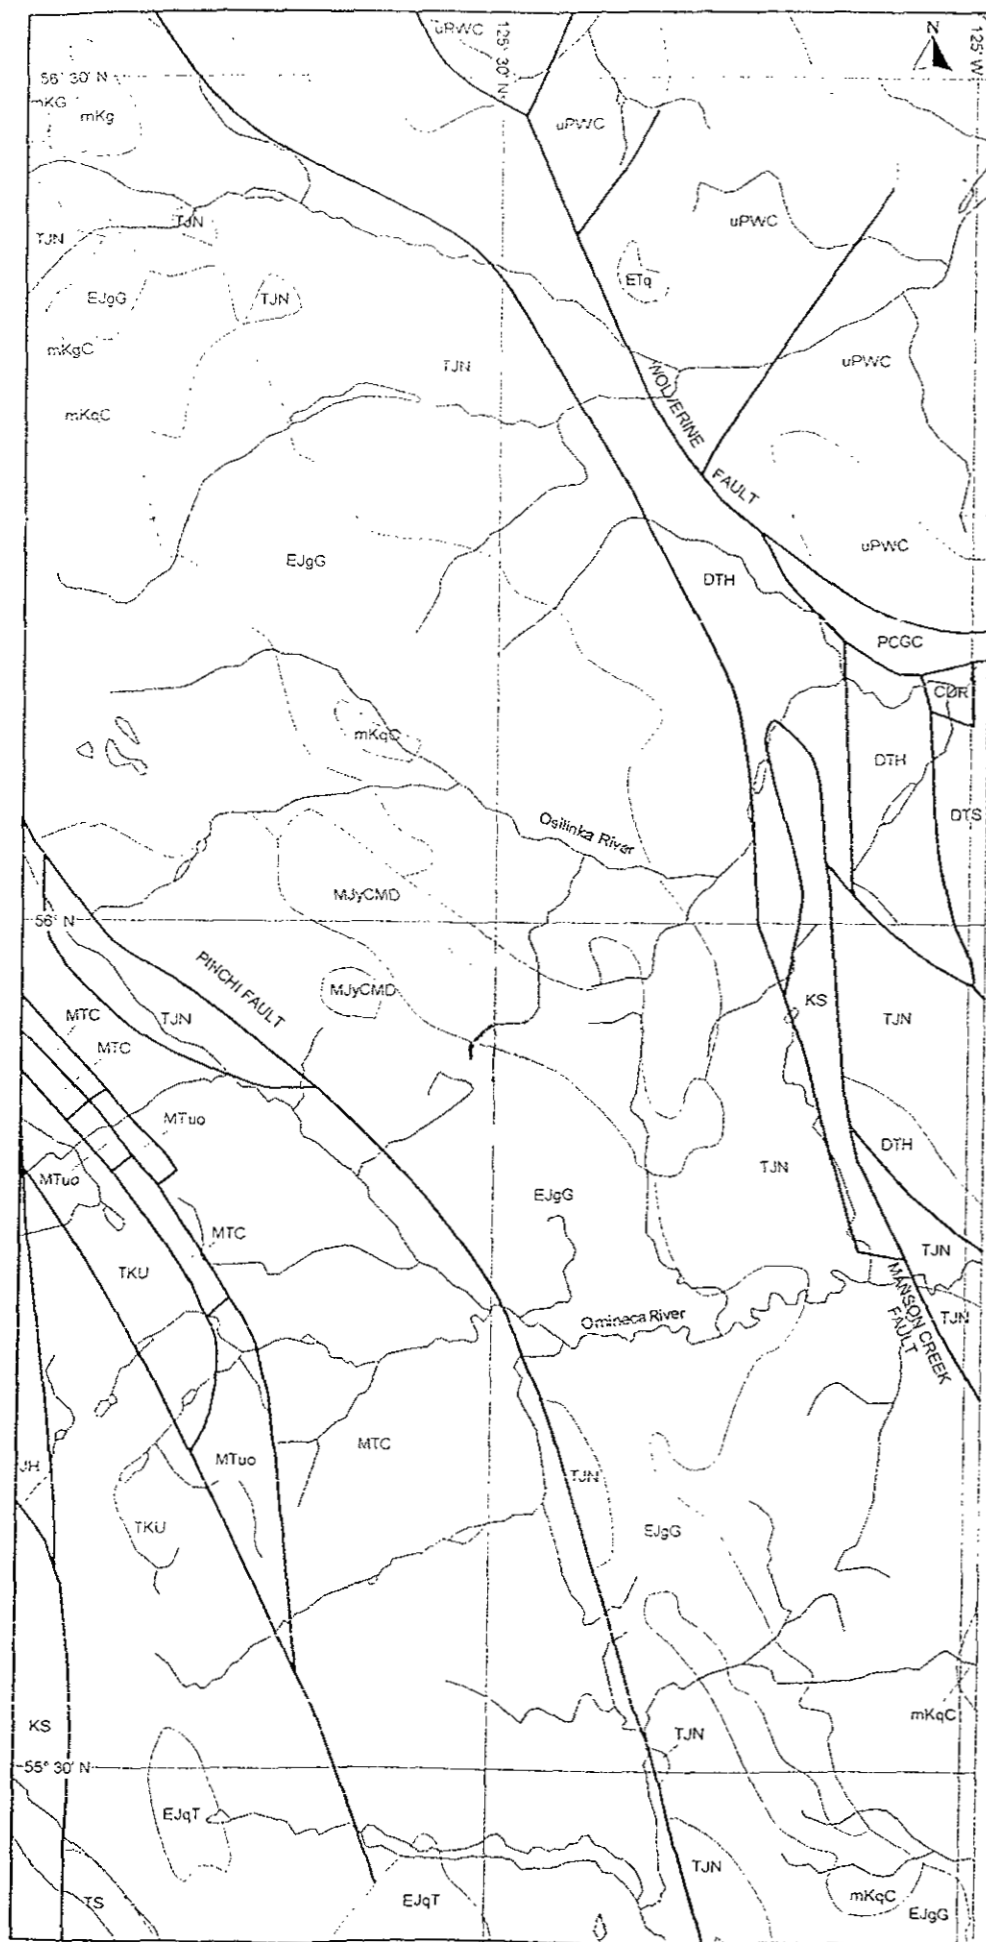 uRWC
125° 30' N
N
125° W
56° 30' N
mKG
mKg
uPWC
TJN
TJN
uPWC
ETq
EJgG
TJN
mKgC
TJN
uPWC
WOLVERINE
mKqC
FAULT
uPWC
EJgG
DTH
PCGC
CDR
mKqC
DTH
DTS
Osilinka River
MJyCMD
56° N
PINCHI FAULT
MJyCMD
KS
TJN
MTC
TJN
MTC
MTuo
DTH
MTuo
TJN
EJgG
MTC
TJN
TKU
MANSON CREEK
FAULT
TJN
Omineca River
MTC
MTuo
JH
TJN
TKU
EJgG
KS
mKqC
TJN
55° 30' N
EJqT
TJN
mKqC
EJqT
TS
EJgG